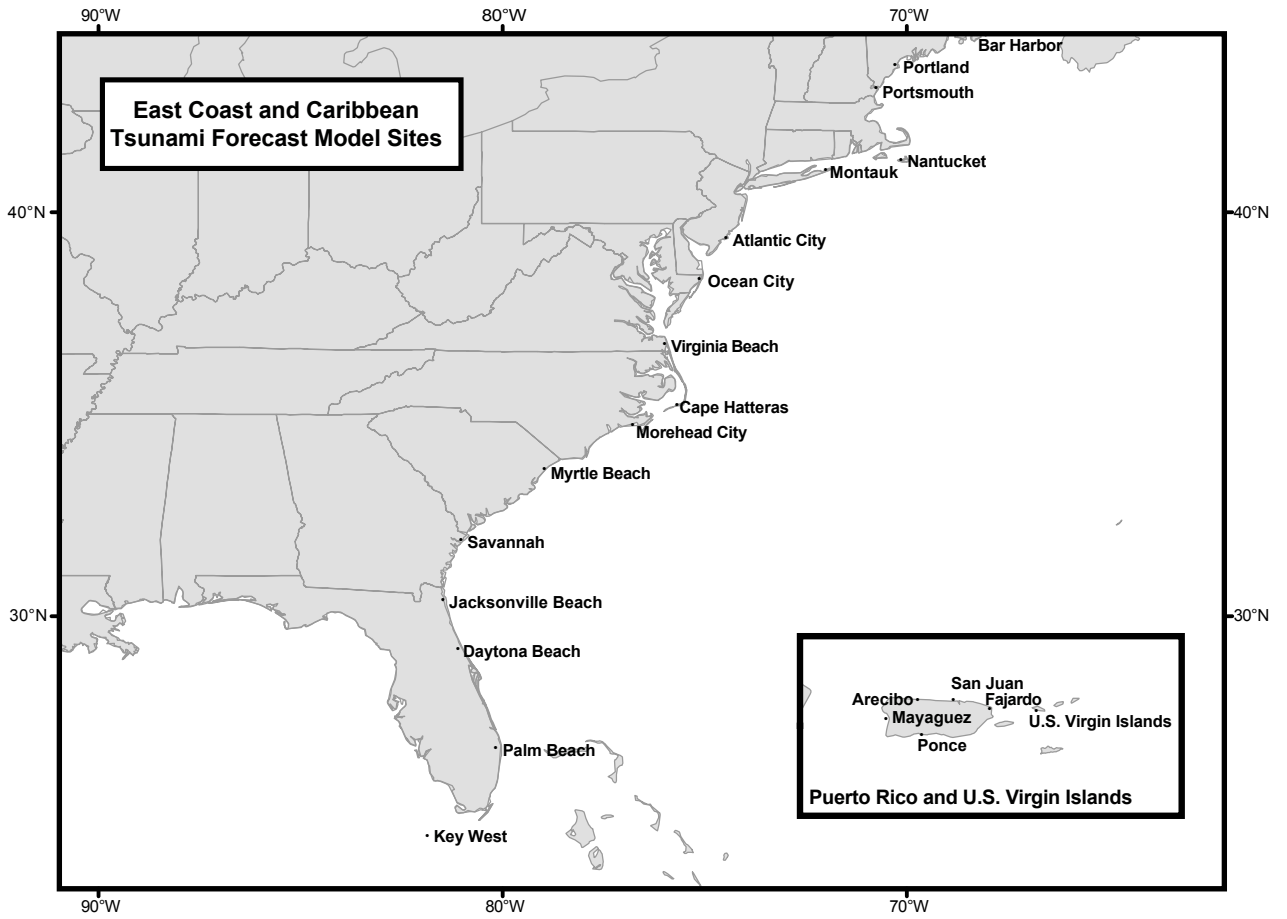 90°W
80°W
70°W
Bar Harbor
Portland
Portsmouth
East Coast and Caribbean
Tsunami Forecast Model Sites
Nantucket
Montauk
40°N
40°N
Atlantic City
Ocean City
Virginia Beach
Cape Hatteras
Morehead City
Myrtle Beach
Savannah
Jacksonville Beach
30°N
30°N
Daytona Beach
San Juan
Arecibo
Fajardo
Mayaguez
U.S. Virgin Islands
Ponce
Palm Beach
Puerto Rico and U.S. Virgin Islands
Key West
90°W
80°W
70°W